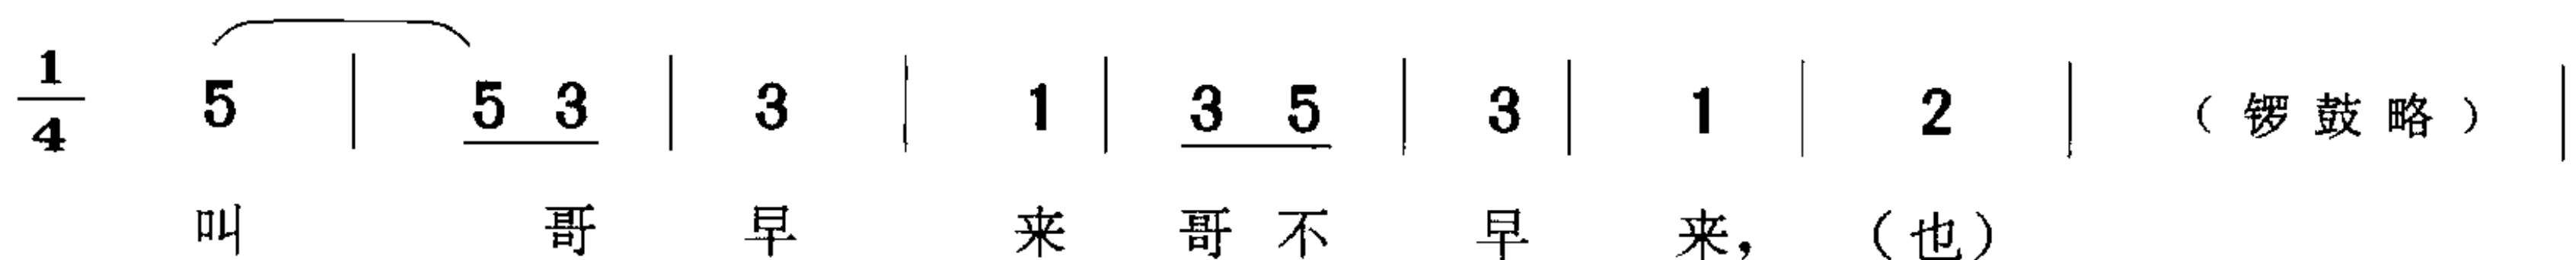 1/4 5 | 5 3 | 3 | 1 | 3 5 | 3 | 1 | 2 | （锣鼓略） |
叫 哥 早 来 哥 不 早 来，（也）